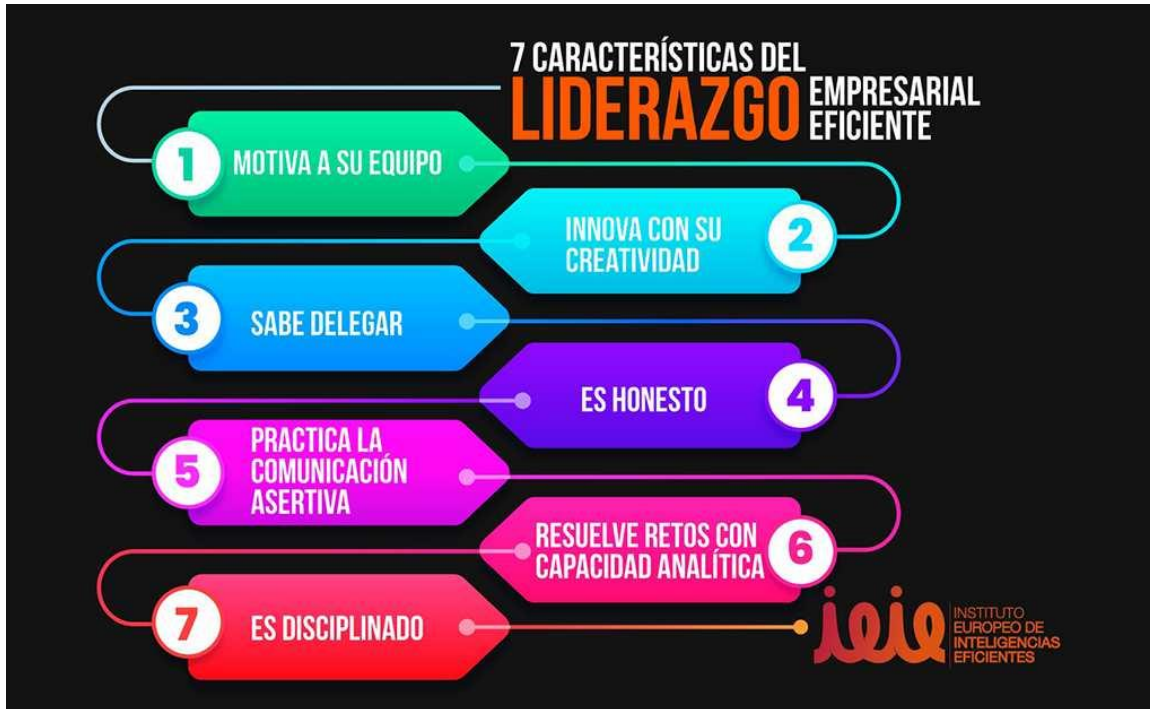 7 CARACTERÍSTICAS DEL
LIDERAZGO EMPRESARIAL
EFICIENTE
1 MOTIVA A SU EQUIPO
2 INNOVA CON SU
CREATIVIDAD
3 SABE DELEGAR
4 ES HONESTO
5 PRACTICA LA
COMUNICACIÓN
ASERTIVA
6 RESUELVE RETOS CON
CAPACIDAD ANALÍTICA
7 ES DISCIPLINADO
ieie
INSTITUTO
EUROPEO DE
INTELIGENCIAS
EFICIENTES